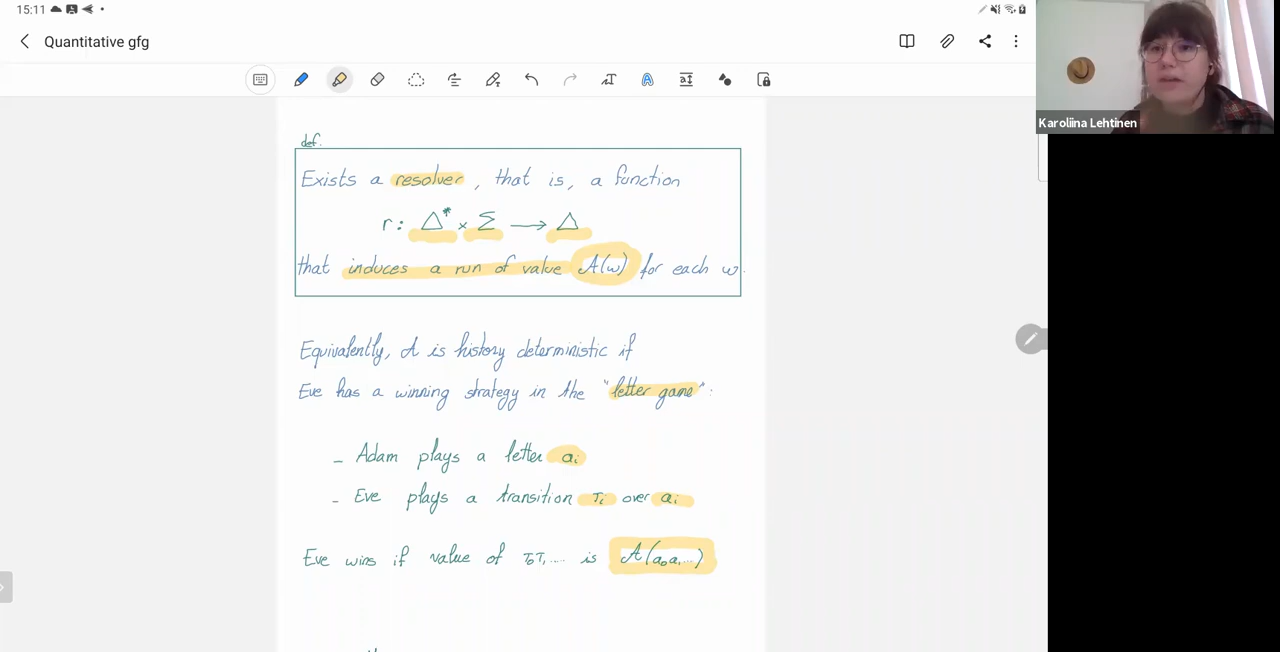 15:11
Quantitative gfg
Karoliina Lehtinen
def.
Exists a resolver, that is, a function
r: Δ* × Σ → Δ
that induces a run of value A(w) for each w.
Equivalently, A is history deterministic if
Eve has a winning strategy in the "letter game":
- Adam plays a letter aᵢ
- Eve plays a transition τᵢ over aᵢ
Eve wins if value of τ₀τ₁..... is A(a₀a₁...)